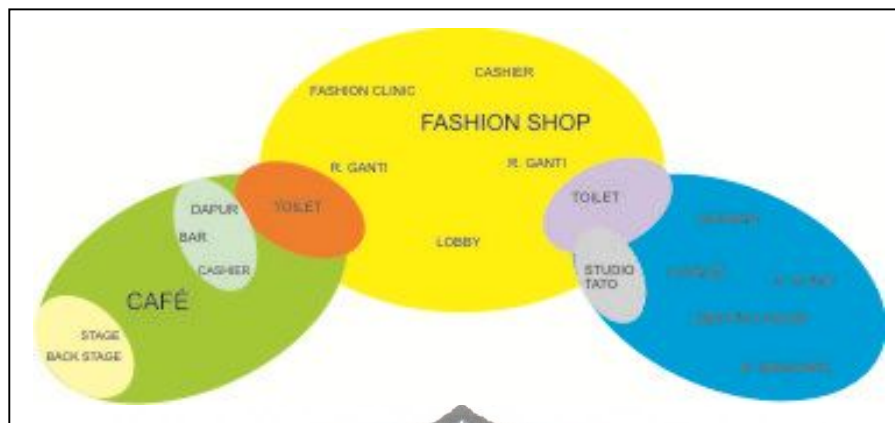 CASHIER
FASHION CLINIC
FASHION SHOP
R. GANTI
R. GANTI
TOILET
TOILET
DAPUR
BAR
CASHIER
LOBBY
STUDIO
TATO
CAFÉ
STAGE
BACK STAGE